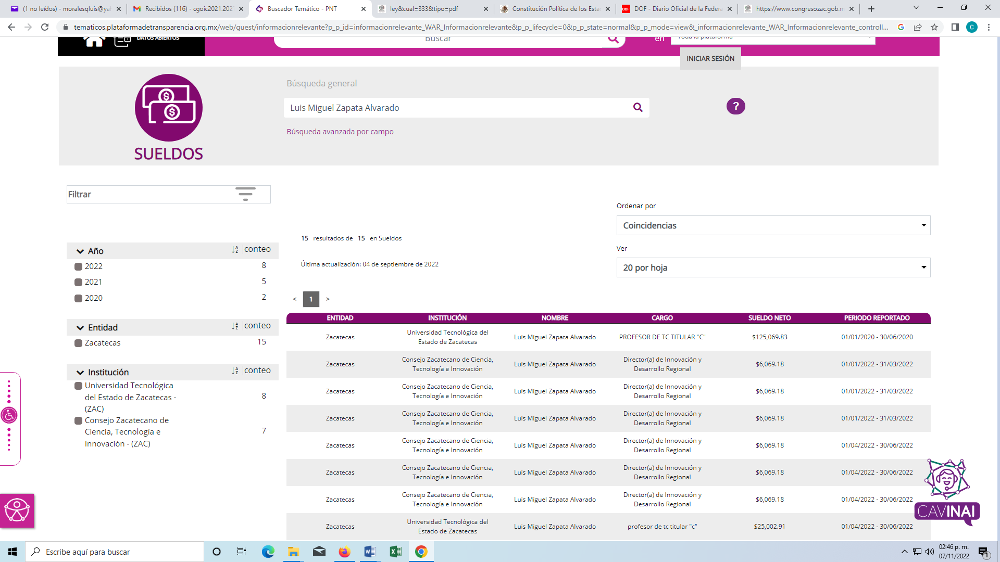 (1 no leídos) - moralesqluis@ya
Recibidos (116) - cgoic2021.202
Buscador Temático - PNT
ley&cual=333&tipo=pdf
Constitución Política de los Esta
DOF - Diario Oficial de la Federa
https://www.congresozac.gob.m
tematicos.plataformadetransparencia.org.mx/web/guest/informacionrelevante?p_p_id=informacionrelevante_WAR_Informacionrelevante&p_p_lifecycle=0&p_p_state=normal&p_p_mode=view&_informacionrelevante_WAR_Informacionrelevante_controll...
DATOS ABIERTOS
Buscar
en
Toda la plataforma
INICIAR SESIÓN
SUELDOS
Búsqueda general
Luis Miguel Zapata Alvarado
?
Búsqueda avanzada por campo
Filtrar
Ordenar por
Coincidencias
15 resultados de 15 en Sueldos
Ver
Última actualización: 04 de septiembre de 2022
20 por hoja
Año conteo
2022 8
2021 5
2020 2
Entidad conteo
Zacatecas 15
Institución conteo
Universidad Tecnológica
del Estado de Zacatecas - 8
(ZAC)
Consejo Zacatecano de
Ciencia, Tecnología e 7
Innovación - (ZAC)
< 1 >
ENTIDAD INSTITUCIÓN NOMBRE CARGO SUELDO NETO PERIODO REPORTADO
Zacatecas Universidad Tecnológica del Estado de Zacatecas Luis Miguel Zapata Alvarado PROFESOR DE TC TITULAR "C" $125,069.83 01/01/2020 - 30/06/2020
Zacatecas Consejo Zacatecano de Ciencia, Tecnología e Innovación Luis Miguel Zapata Alvarado Director(a) de Innovación y Desarrollo Regional $6,069.18 01/01/2022 - 31/03/2022
Zacatecas Consejo Zacatecano de Ciencia, Tecnología e Innovación Luis Miguel Zapata Alvarado Director(a) de Innovación y Desarrollo Regional $6,069.18 01/01/2022 - 31/03/2022
Zacatecas Consejo Zacatecano de Ciencia, Tecnología e Innovación Luis Miguel Zapata Alvarado Director(a) de Innovación y Desarrollo Regional $6,069.18 01/01/2022 - 31/03/2022
Zacatecas Consejo Zacatecano de Ciencia, Tecnología e Innovación Luis Miguel Zapata Alvarado Director(a) de Innovación y Desarrollo Regional $6,069.18 01/04/2022 - 30/06/2022
Zacatecas Consejo Zacatecano de Ciencia, Tecnología e Innovación Luis Miguel Zapata Alvarado Director(a) de Innovación y Desarrollo Regional $6,069.18 01/04/2022 - 30/06/2022
Zacatecas Consejo Zacatecano de Ciencia, Tecnología e Innovación Luis Miguel Zapata Alvarado Director(a) de Innovación y Desarrollo Regional $6,069.18 01/04/2022 - 30/06/2022
Zacatecas Universidad Tecnológica del Estado de Zacatecas Luis Miguel Zapata Alvarado profesor de tc titular "c" $25,002.91 01/04/2022 - 30/06/2022
CAVINAI
Escribe aquí para buscar
02:46 p. m.
07/11/2022
1